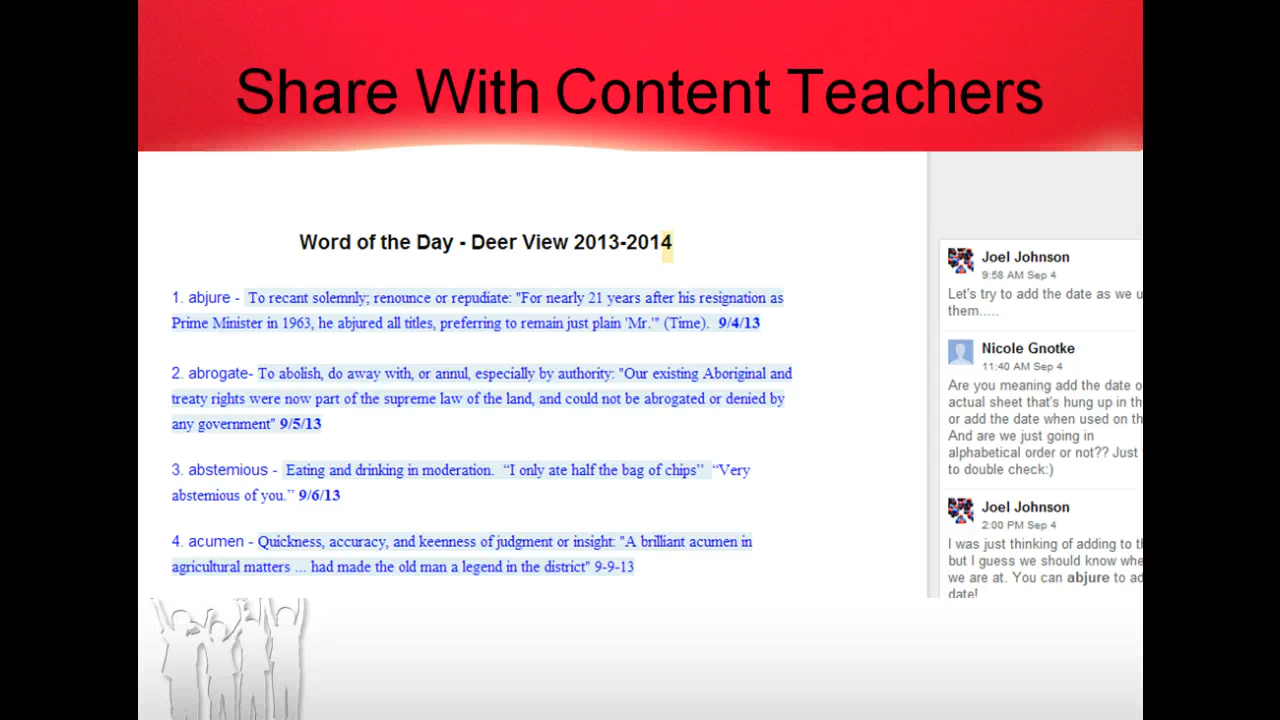 Share With Content Teachers
Word of the Day - Deer View 2013-2014
1. abjure - To recant solemnly; renounce or repudiate: "For nearly 21 years after his resignation as
Prime Minister in 1963, he abjured all titles, preferring to remain just plain 'Mr.'" (Time). 9/4/13
2. abrogate- To abolish, do away with, or annul, especially by authority: "Our existing Aboriginal and
treaty rights were now part of the supreme law of the land, and could not be abrogated or denied by
any government" 9/5/13
3. abstemious - Eating and drinking in moderation. “I only ate half the bag of chips” “Very
abstemious of you.” 9/6/13
4. acumen - Quickness, accuracy, and keenness of judgment or insight: "A brilliant acumen in
agricultural matters ... had made the old man a legend in the district" 9-9-13
Joel Johnson
9:58 AM Sep 4
Let's try to add the date as we u
them.....
Nicole Gnotke
11:40 AM Sep 4
Are you meaning add the date o
actual sheet that's hung up in th
or add the date when used on th
And are we just going in
alphabetical order or not?? Just
to double check:)
Joel Johnson
2:00 PM Sep 4
I was just thinking of adding to th
but I guess we should know whe
we are at. You can abjure to ad
date!